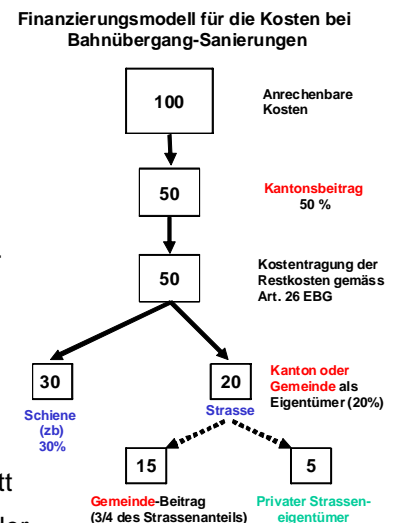 Finanzierungsmodell für die Kosten bei
Bahnübergang-Sanierungen
100
Anrechenbare
Kosten
50
Kantonsbeitrag
50 %
50
Kostentragung der
Restkosten gemäss
Art. 26 EBG
30
20
Kanton oder
Gemeinde als
Eigentümer (20%)
Schiene
(zb)
30%
Strasse
15
5
tt
Gemeinde-Beitrag
(3/4 des Strassenanteils)
Privater Strassen-
eigentümer